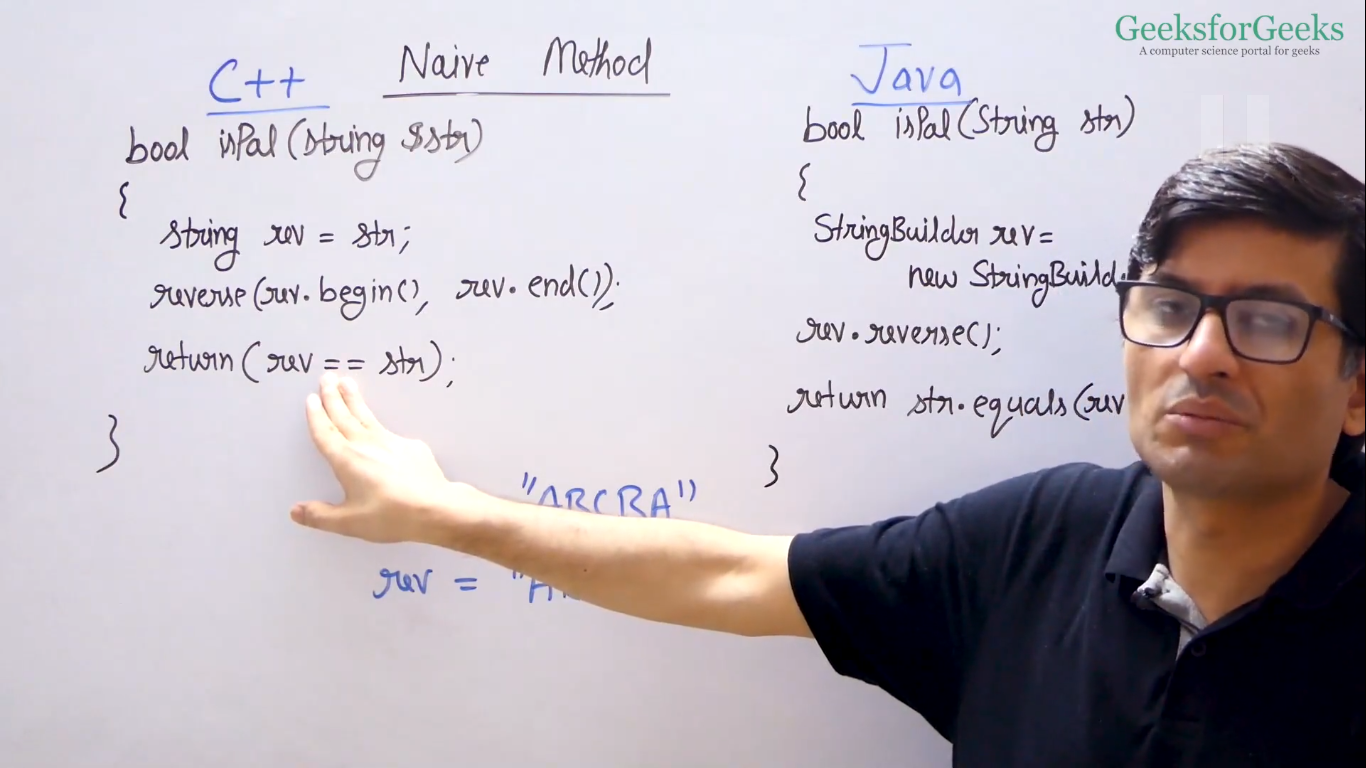 GeeksforGeeks
A computer science portal for geeks
Naive Method
C++
bool isPal(string $str)
{
string rev = str;
reverse(rev.begin(), rev.end());
return(rev == str);
}
Java
bool isPal(String str)
{
StringBuilder rev =
new
rev.reverse();
return str.equals(rev
}
rev =